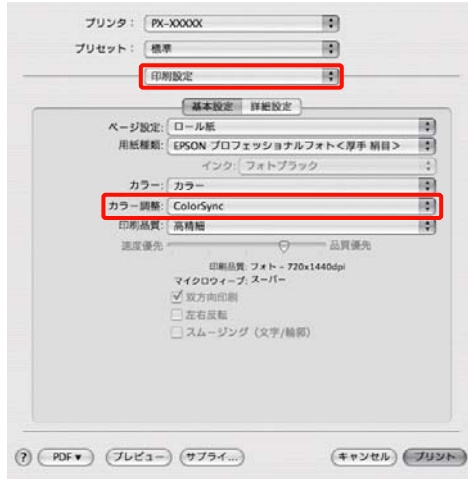 プリンタ： PX-XXXXX
プリセット： 標準
印刷設定
基本設定 詳細設定
ページ設定: ロール紙
用紙種類: EPSON プロフェッショナルフォト<厚手 絹目>
インク: フォトブラック
カラー: カラー
カラー調整: ColorSync
印刷品質: 高精細
速度優先 品質優先
印刷品質: フォト - 720x1440dpi
マイクロウィーブ: スーパー
双方向印刷
左右反転
スムージング（文字/輪郭）
? PDF▼ プレビュー サプライ... キャンセル プリント